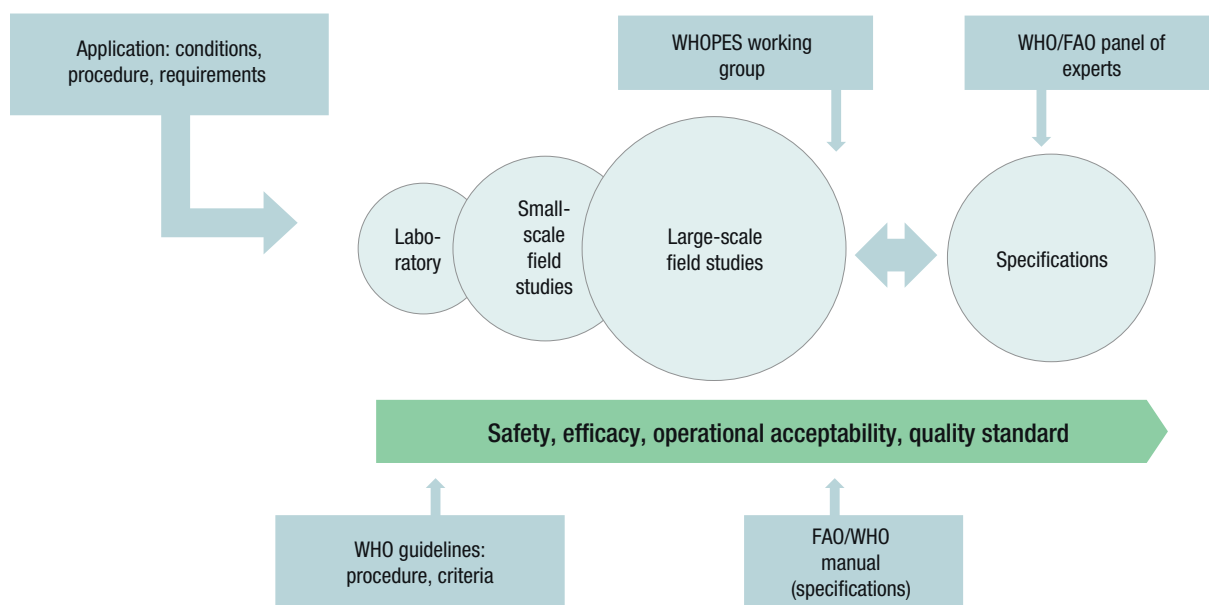 Application: conditions,
procedure, requirements
WHOPES working
group
WHO/FAO panel of
experts
Labo-
ratory
Small-
scale
field
studies
Large-scale
field studies
Specifications
Safety, efficacy, operational acceptability, quality standard
WHO guidelines:
procedure, criteria
FAO/WHO
manual
(specifications)